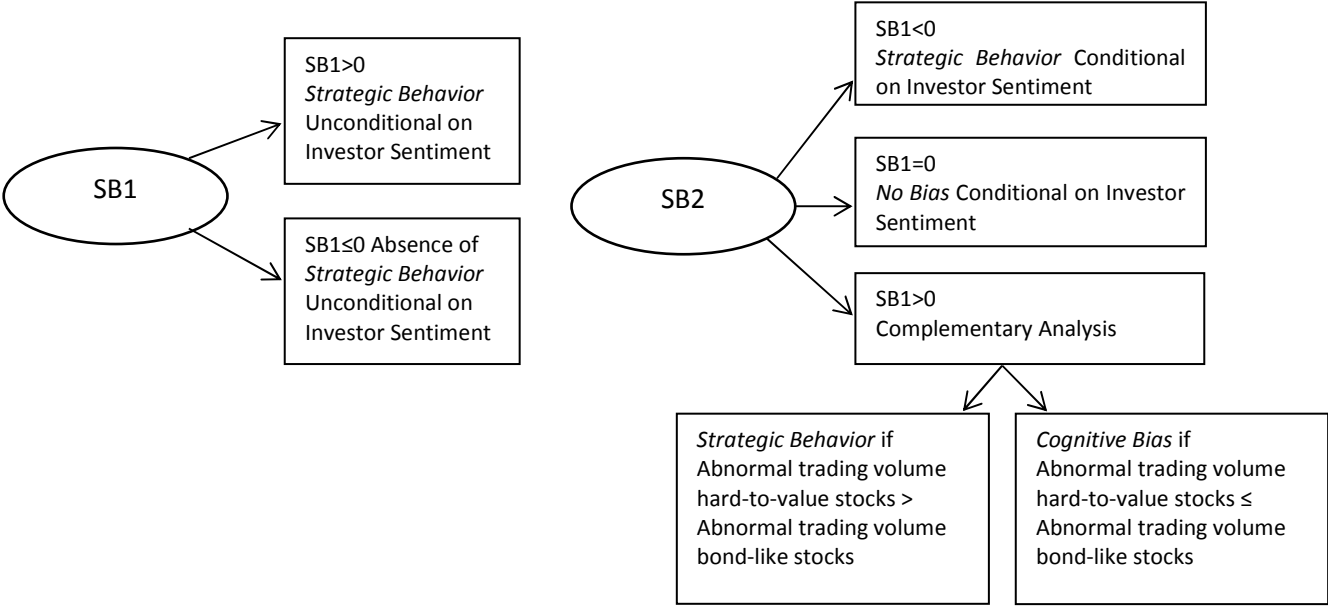 SB1
SB1>0
Strategic Behavior
Unconditional on
Investor Sentiment
SB1≤0 Absence of
Strategic Behavior
Unconditional on
Investor Sentiment
SB2
SB1<0
Strategic Behavior Conditional
on Investor Sentiment
SB1=0
No Bias Conditional on Investor
Sentiment
SB1>0
Complementary Analysis
Strategic Behavior if
Abnormal trading volume
hard-to-value stocks >
Abnormal trading volume
bond-like stocks
Cognitive Bias if
Abnormal trading volume
hard-to-value stocks ≤
Abnormal trading volume
bond-like stocks